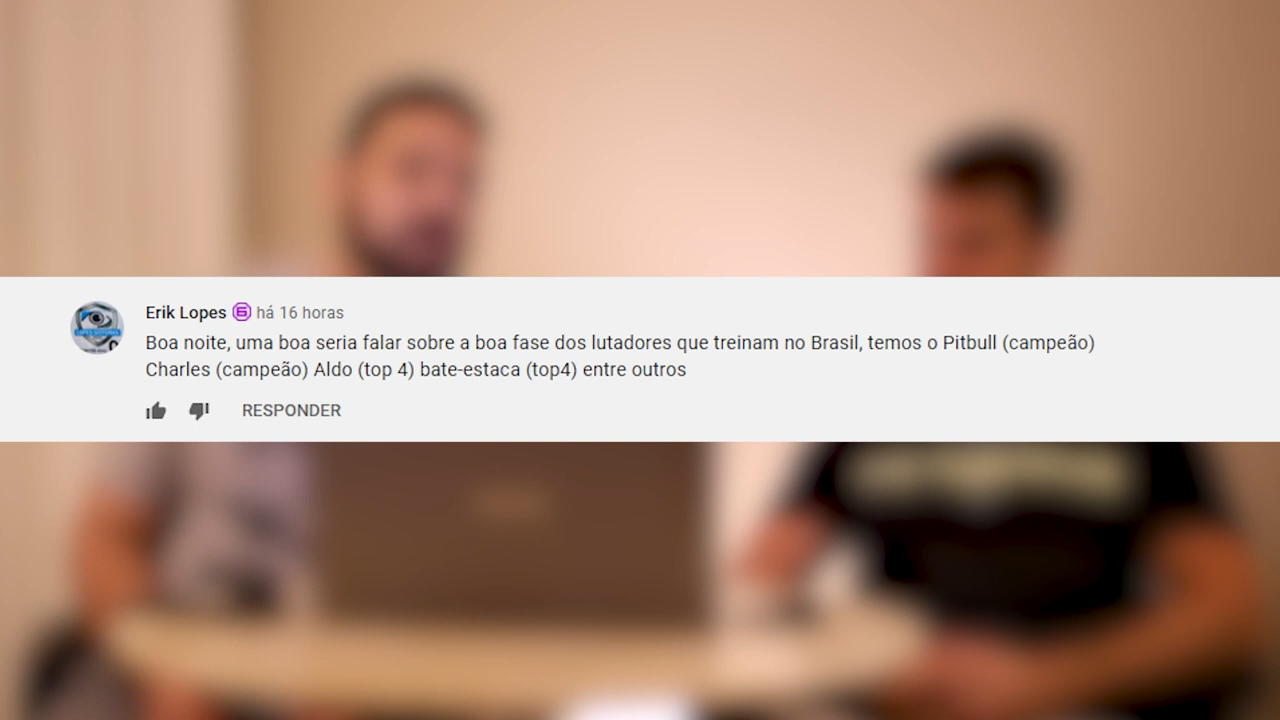 Erik Lopes 6 há 16 horas
Boa noite, uma boa seria falar sobre a boa fase dos lutadores que treinam no Brasil, temos o Pitbull (campeão)
Charles (campeão) Aldo (top 4) bate-estaca (top4) entre outros
RESPONDER